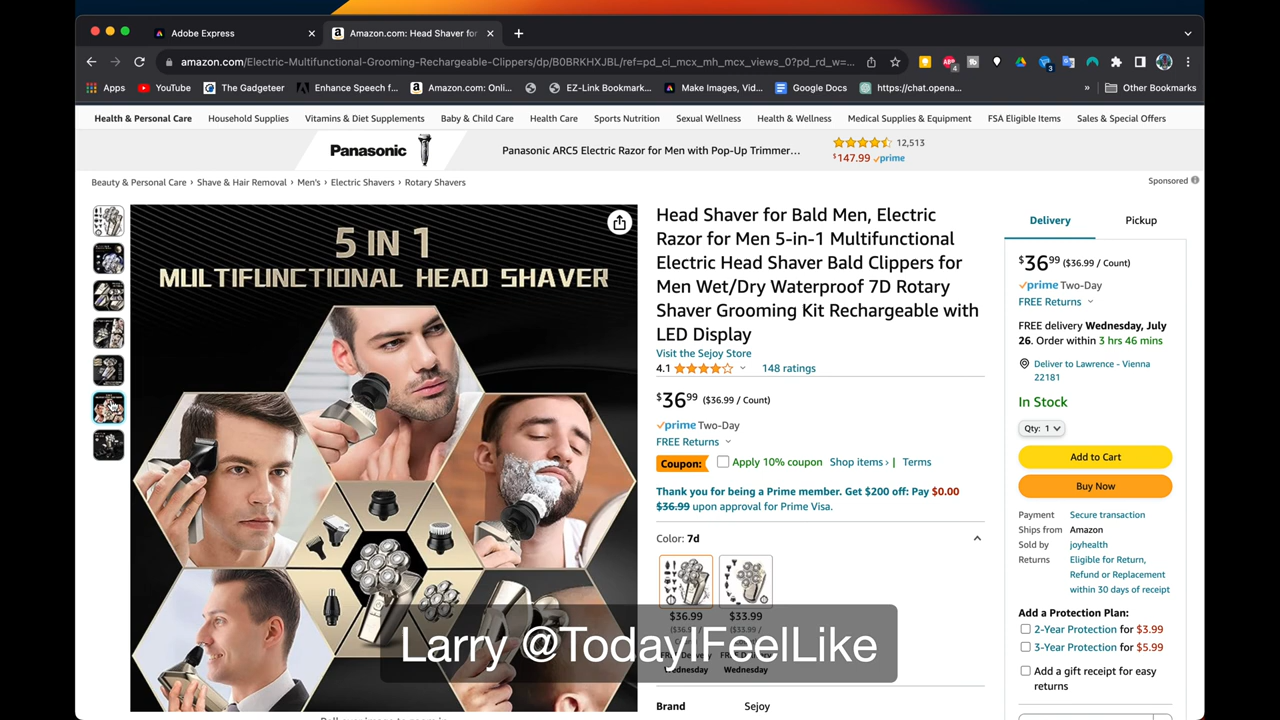 Adobe Express
Amazon.com: Head Shaver for
amazon.com/Electric-Multifunctional-Grooming-Rechargeable-Clippers/dp/B0BRKHXJBL/ref=pd_ci_mcx_mh_mcx_views_0?pd_rd_w=...
Apps YouTube The Gadgeteer Enhance Speech f... Amazon.com: Onli... EZ-Link Bookmark... Make Images, Vid... Google Docs https://chat.opena... » Other Bookmarks
Health & Personal Care Household Supplies Vitamins & Diet Supplements Baby & Child Care Health Care Sports Nutrition Sexual Wellness Health & Wellness Medical Supplies & Equipment FSA Eligible Items Sales & Special Offers
Panasonic Panasonic ARC5 Electric Razor for Men with Pop-Up Trimmer... 12,513
$147.99 prime
Beauty & Personal Care › Shave & Hair Removal › Men's › Electric Shavers › Rotary Shavers
Sponsored
5 IN 1
MULTIFUNCTIONAL HEAD SHAVER
Head Shaver for Bald Men, Electric
Razor for Men 5-in-1 Multifunctional
Electric Head Shaver Bald Clippers for
Men Wet/Dry Waterproof 7D Rotary
Shaver Grooming Kit Rechargeable with
LED Display
Visit the Sejoy Store
4.1 148 ratings
$36 99 ($36.99 / Count)
prime Two-Day
FREE Returns
Coupon: Apply 10% coupon Shop items › | Terms
Thank you for being a Prime member. Get $200 off: Pay $0.00
$36.99 upon approval for Prime Visa.
Color: 7d
$36.99 $33.99
Wednesday Wednesday
Brand Sejoy
Larry @TodayIFeelLike
Delivery Pickup
$36 99 ($36.99 / Count)
prime Two-Day
FREE Returns
FREE delivery Wednesday, July
26. Order within 3 hrs 46 mins
Deliver to Lawrence - Vienna
22181
In Stock
Qty: 1
Add to Cart
Buy Now
Payment Secure transaction
Ships from Amazon
Sold by joyhealth
Returns Eligible for Return,
Refund or Replacement
within 30 days of receipt
Add a Protection Plan:
2-Year Protection for $3.99
3-Year Protection for $5.99
Add a gift receipt for easy
returns